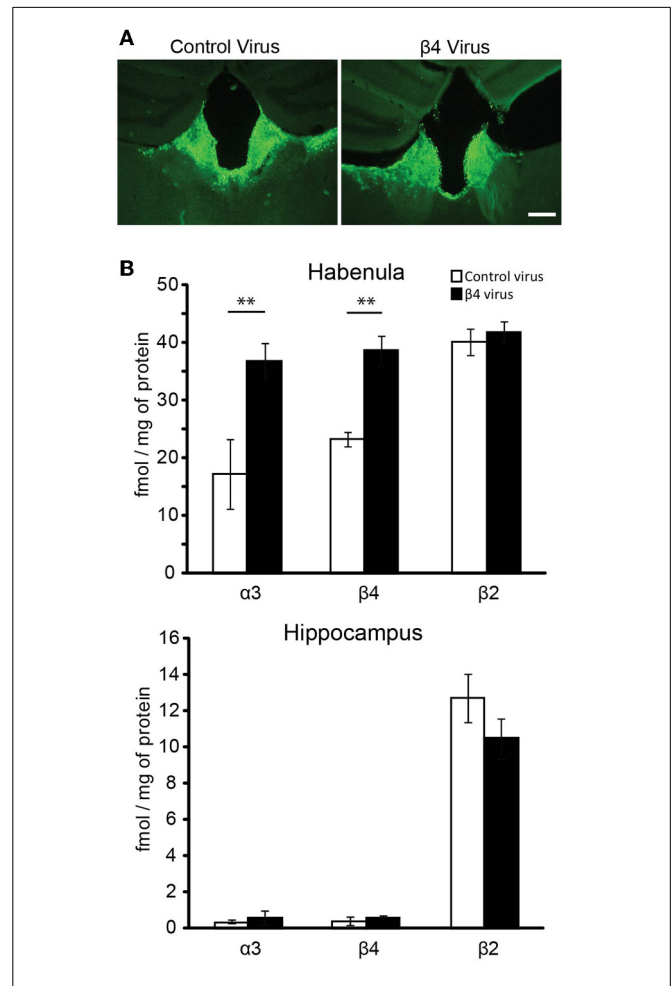 A
Control Virus
β4 Virus
B
Habenula
Control virus
β4 virus
fmol / mg of protein
50
40
30
20
10
0
**
**
α3
β4
β2
Hippocampus
fmol / mg of protein
16
14
12
10
8
6
4
2
0
α3
β4
β2